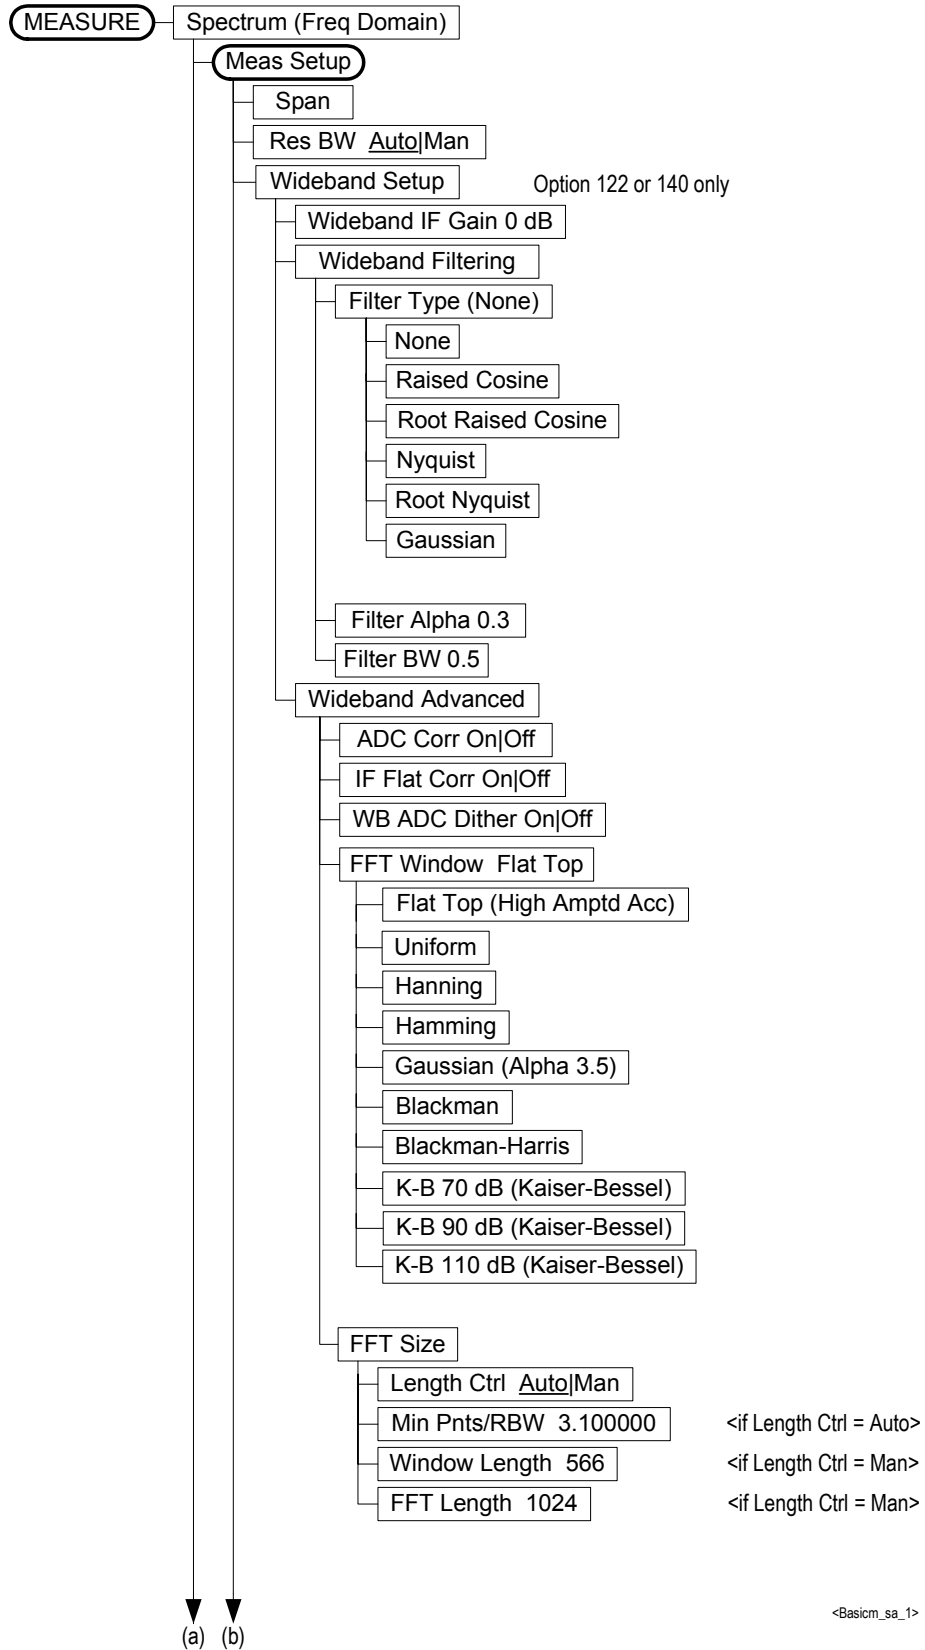 MEASURE Spectrum (Freq Domain)
Meas Setup
Span
Res BW Auto|Man
Wideband Setup Option 122 or 140 only
Wideband IF Gain 0 dB
Wideband Filtering
Filter Type (None)
None
Raised Cosine
Root Raised Cosine
Nyquist
Root Nyquist
Gaussian
Filter Alpha 0.3
Filter BW 0.5
Wideband Advanced
ADC Corr On|Off
IF Flat Corr On|Off
WB ADC Dither On|Off
FFT Window Flat Top
Flat Top (High Amptd Acc)
Uniform
Hanning
Hamming
Gaussian (Alpha 3.5)
Blackman
Blackman-Harris
K-B 70 dB (Kaiser-Bessel)
K-B 90 dB (Kaiser-Bessel)
K-B 110 dB (Kaiser-Bessel)
FFT Size
Length Ctrl Auto|Man
Min Pnts/RBW 3.100000 <if Length Ctrl = Auto>
Window Length 566 <if Length Ctrl = Man>
FFT Length 1024 <if Length Ctrl = Man>
<Basicm_sa_1>
(a) (b)